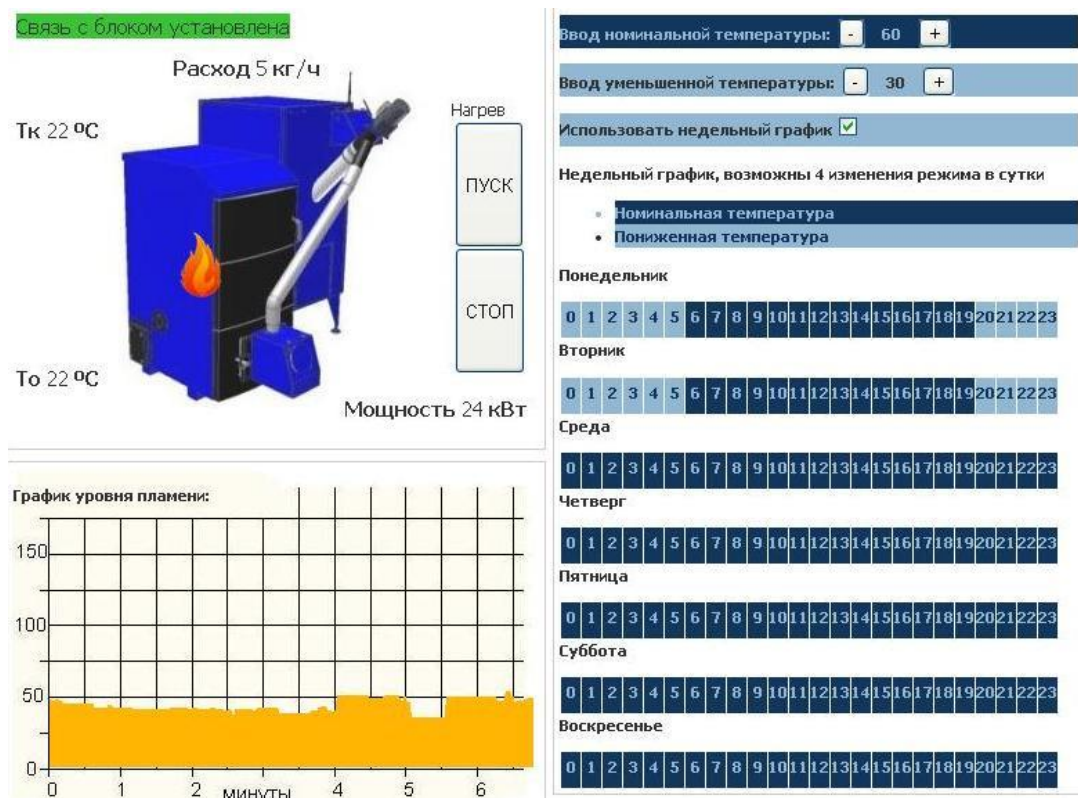 Связь с блоком установлена
Расход 5 кг/ч
Тк 22 ºC
Нагрев
ПУСК
СТОП
То 22 ºC
Мощность 24 кВт
График уровня пламени:
150
100
50
0
0 1 2 минуты 4 5 6
Ввод номинальной температуры: - 60 +
Ввод уменьшенной температуры: - 30 +
Использовать недельный график
Недельный график, возможны 4 изменения режима в сутки
Номинальная температура
Пониженная температура
Понедельник
0 1 2 3 4 5 6 7 8 9 10 11 12 13 14 15 16 17 18 19 20 21 22 23
Вторник
0 1 2 3 4 5 6 7 8 9 10 11 12 13 14 15 16 17 18 19 20 21 22 23
Среда
0 1 2 3 4 5 6 7 8 9 10 11 12 13 14 15 16 17 18 19 20 21 22 23
Четверг
0 1 2 3 4 5 6 7 8 9 10 11 12 13 14 15 16 17 18 19 20 21 22 23
Пятница
0 1 2 3 4 5 6 7 8 9 10 11 12 13 14 15 16 17 18 19 20 21 22 23
Суббота
0 1 2 3 4 5 6 7 8 9 10 11 12 13 14 15 16 17 18 19 20 21 22 23
Воскресенье
0 1 2 3 4 5 6 7 8 9 10 11 12 13 14 15 16 17 18 19 20 21 22 23